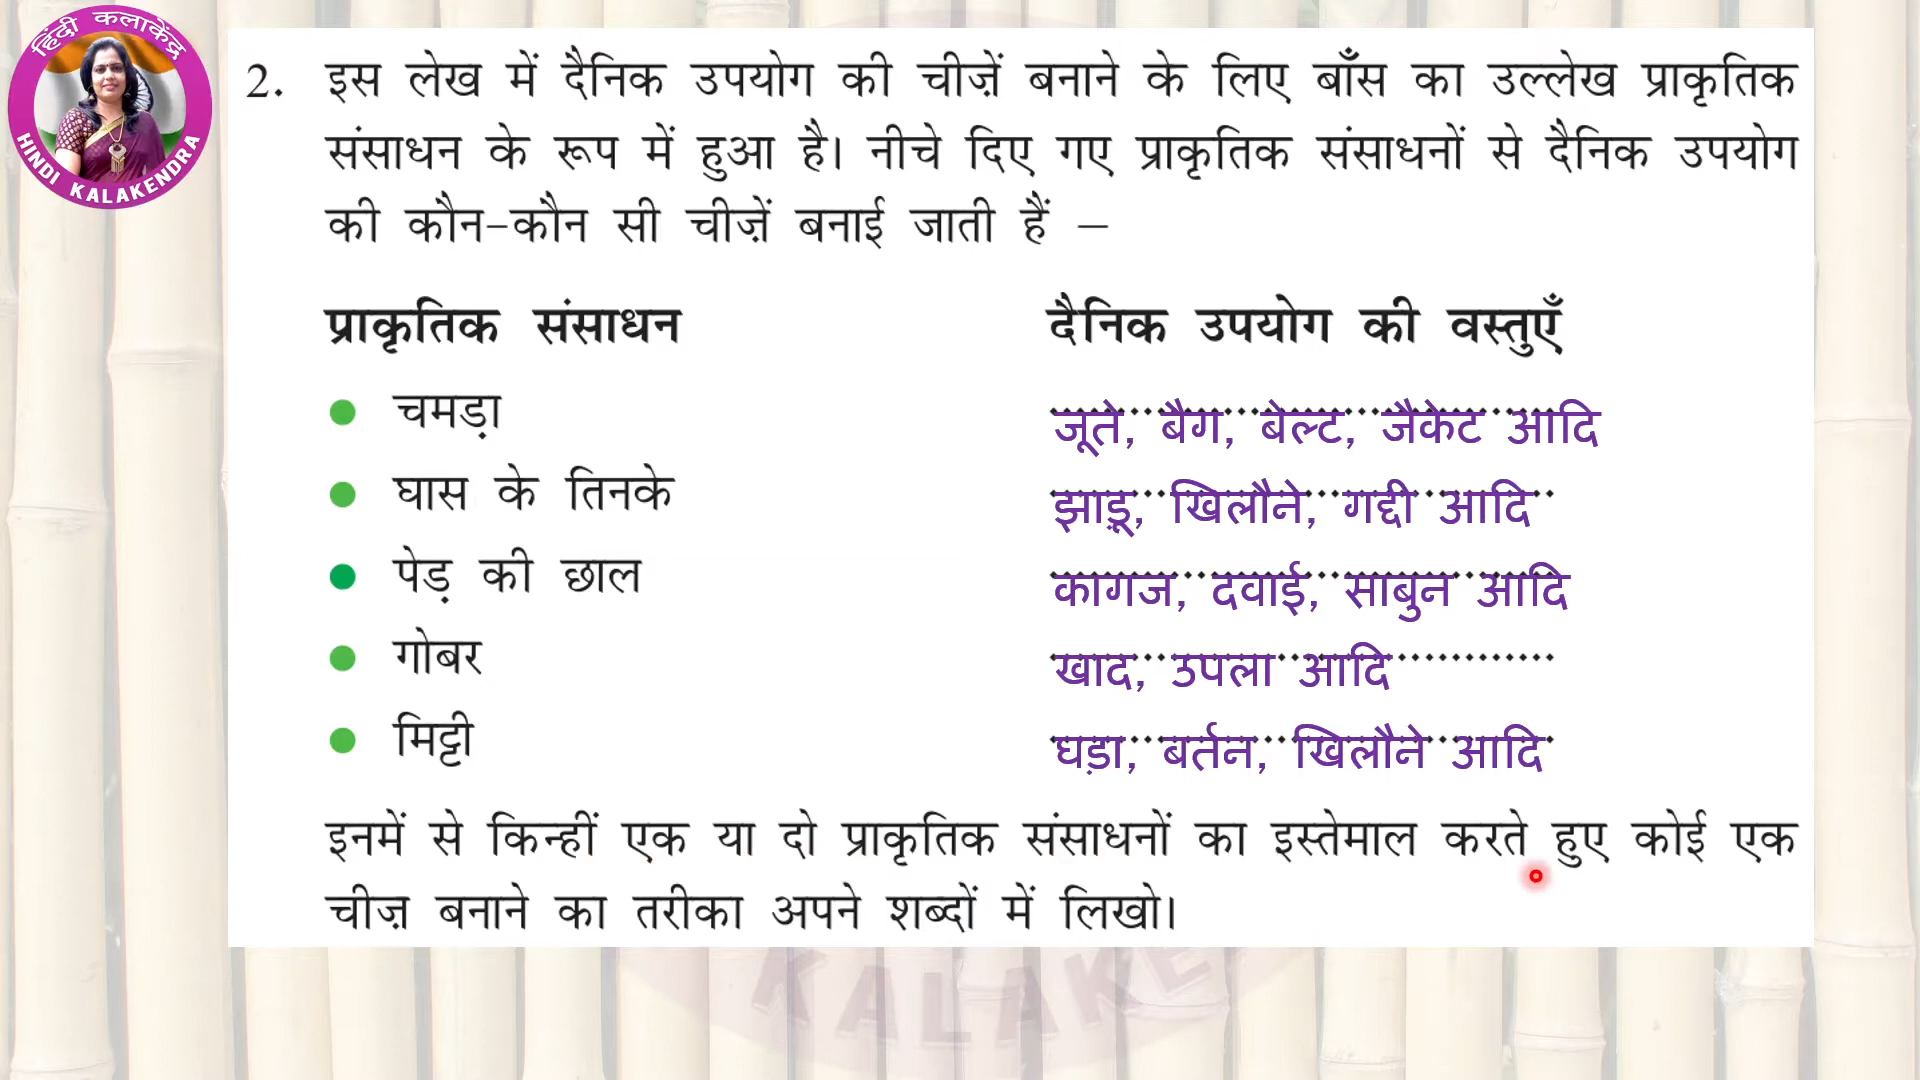 हिंदी कलाकेंद्र
HINDI KALAKENDRA
2. इस लेख में दैनिक उपयोग की चीज़ें बनाने के लिए बाँस का उल्लेख प्राकृतिक
संसाधन के रूप में हुआ है। नीचे दिए गए प्राकृतिक संसाधनों से दैनिक उपयोग
की कौन-कौन सी चीज़ें बनाई जाती हैं –
प्राकृतिक संसाधन दैनिक उपयोग की वस्तुएँ
• चमड़ा जूते, बैग, बेल्ट, जैकेट आदि
• घास के तिनके झाड़ू, खिलौने, गद्दी आदि
• पेड़ की छाल कागज, दवाई, साबुन आदि
• गोबर खाद, उपला आदि
• मिट्टी घड़ा, बर्तन, खिलौने आदि
इनमें से किन्हीं एक या दो प्राकृतिक संसाधनों का इस्तेमाल करते हुए कोई एक
चीज़ बनाने का तरीका अपने शब्दों में लिखो।
KALAKE